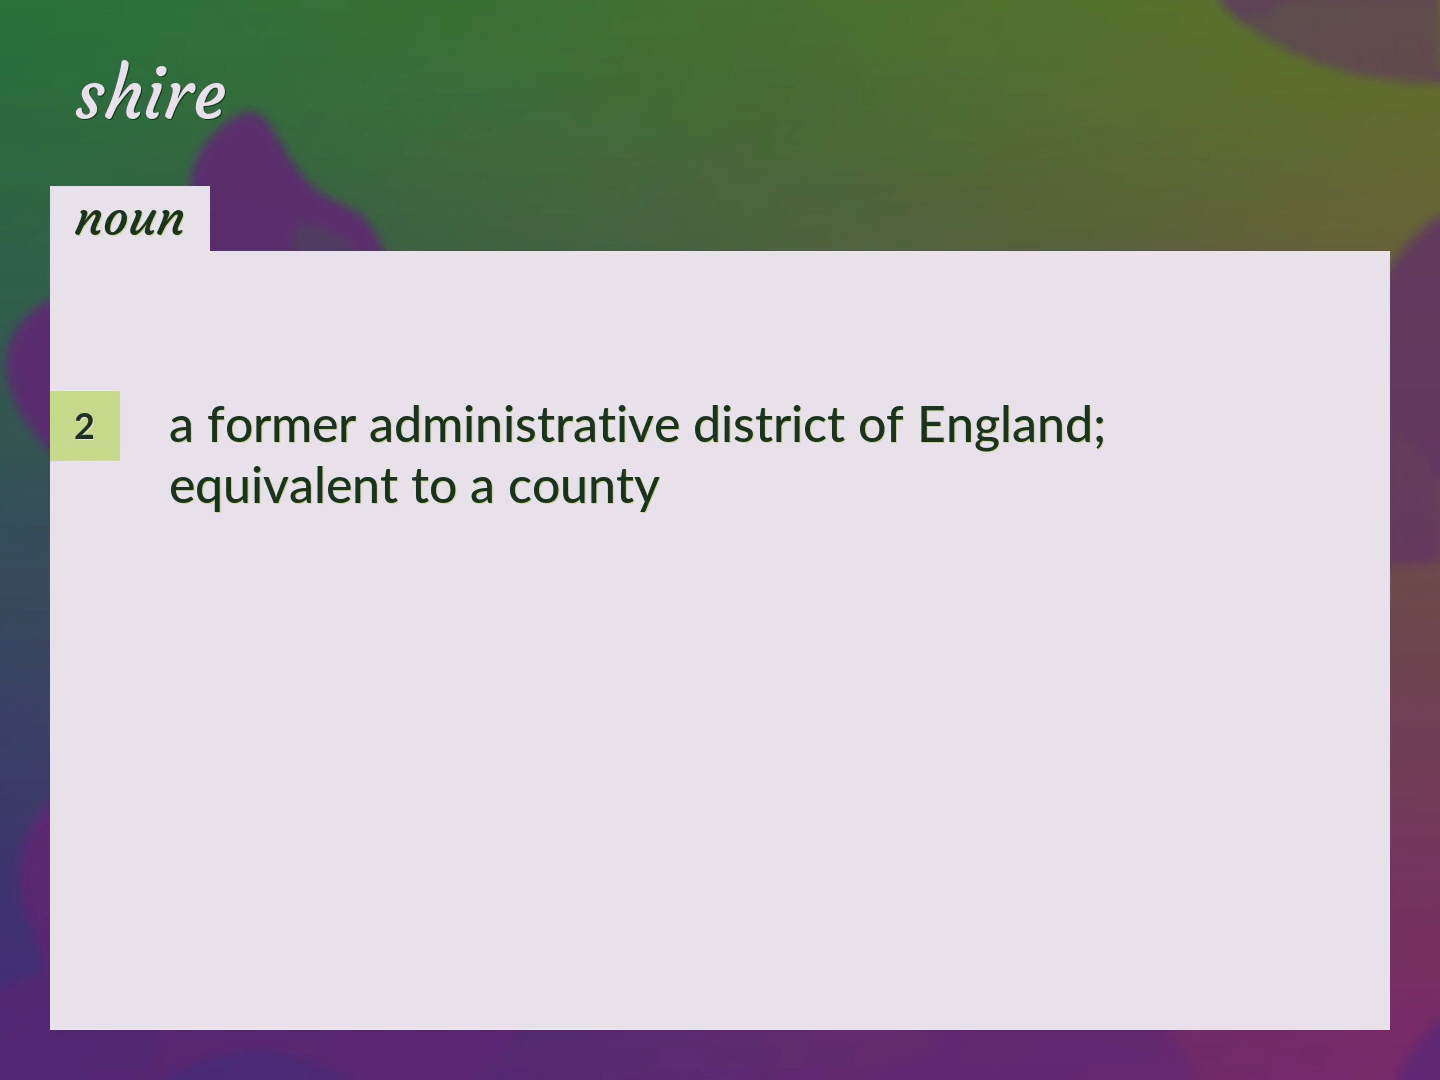 shire
noun
2
a former administrative district of England;
equivalent to a county